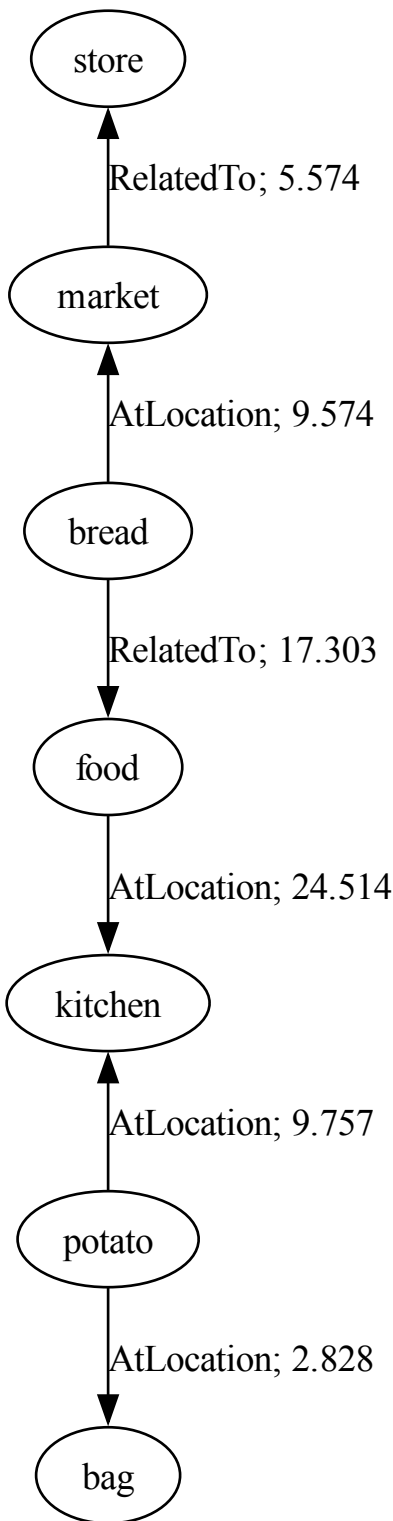 store
RelatedTo; 5.574
market
AtLocation; 9.574
bread
RelatedTo; 17.303
food
AtLocation; 24.514
kitchen
AtLocation; 9.757
potato
AtLocation; 2.828
bag